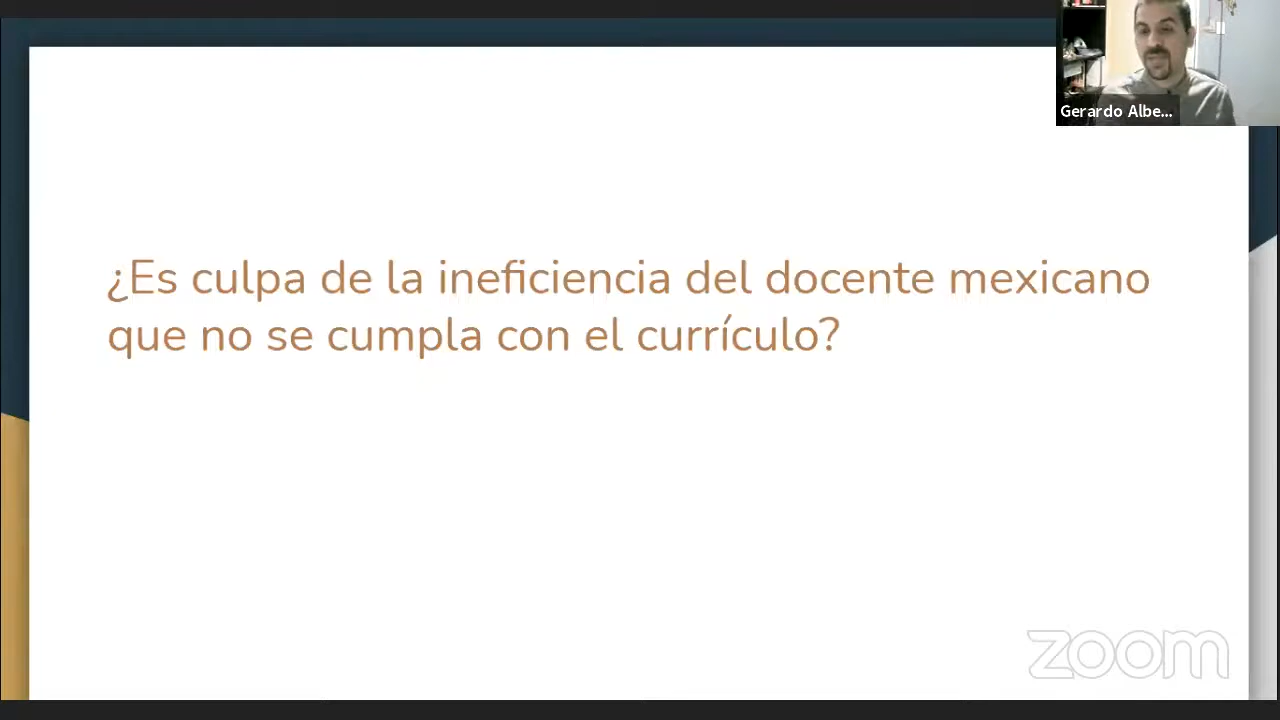 Gerardo Albe...
¿Es culpa de la ineficiencia del docente mexicano
que no se cumpla con el currículo?
zoom